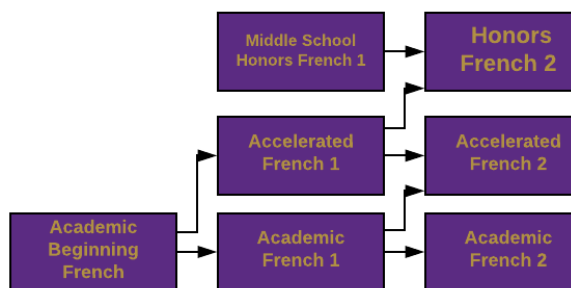 Middle School
Honors French 1
Honors
French 2
Accelerated
French 1
Accelerated
French 2
Academic
Beginning
French
Academic
French 1
Academic
French 2